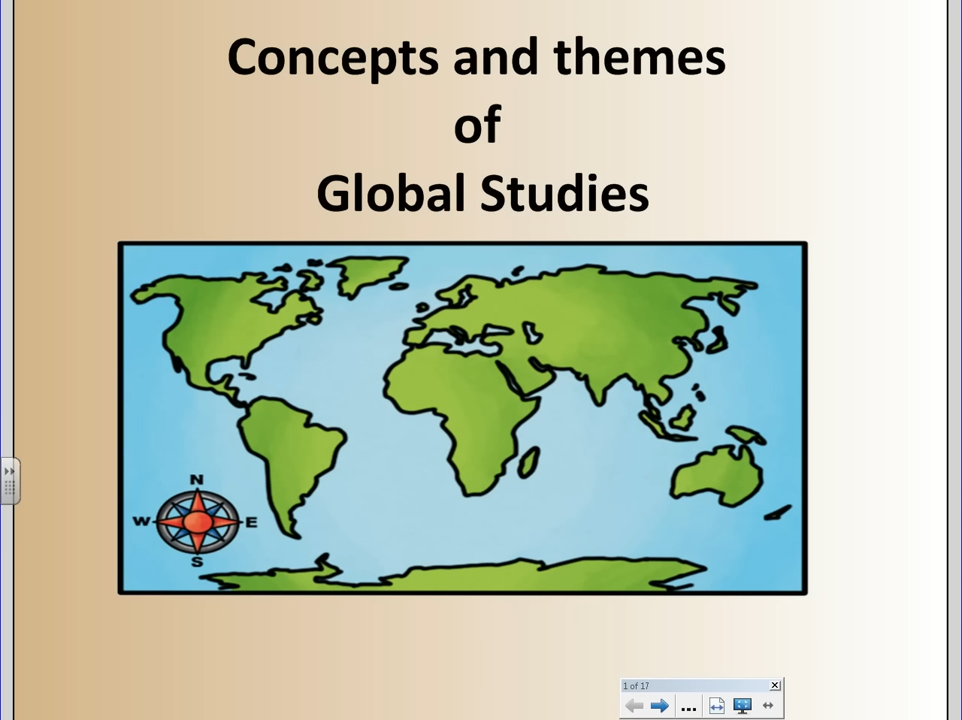 Concepts and themes
of
Global Studies
N
W E
S
1 of 17
...